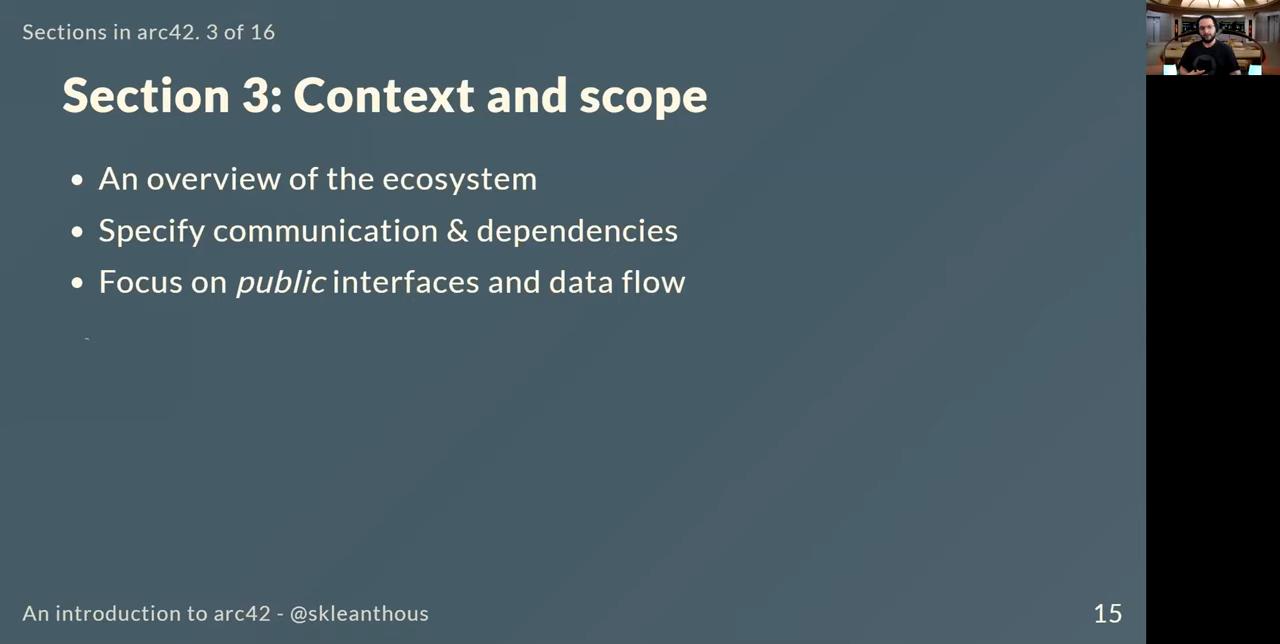 Sections in arc42. 3 of 16
Section 3: Context and scope
• An overview of the ecosystem
• Specify communication & dependencies
• Focus on public interfaces and data flow
An introduction to arc42 - @skleanthous
15